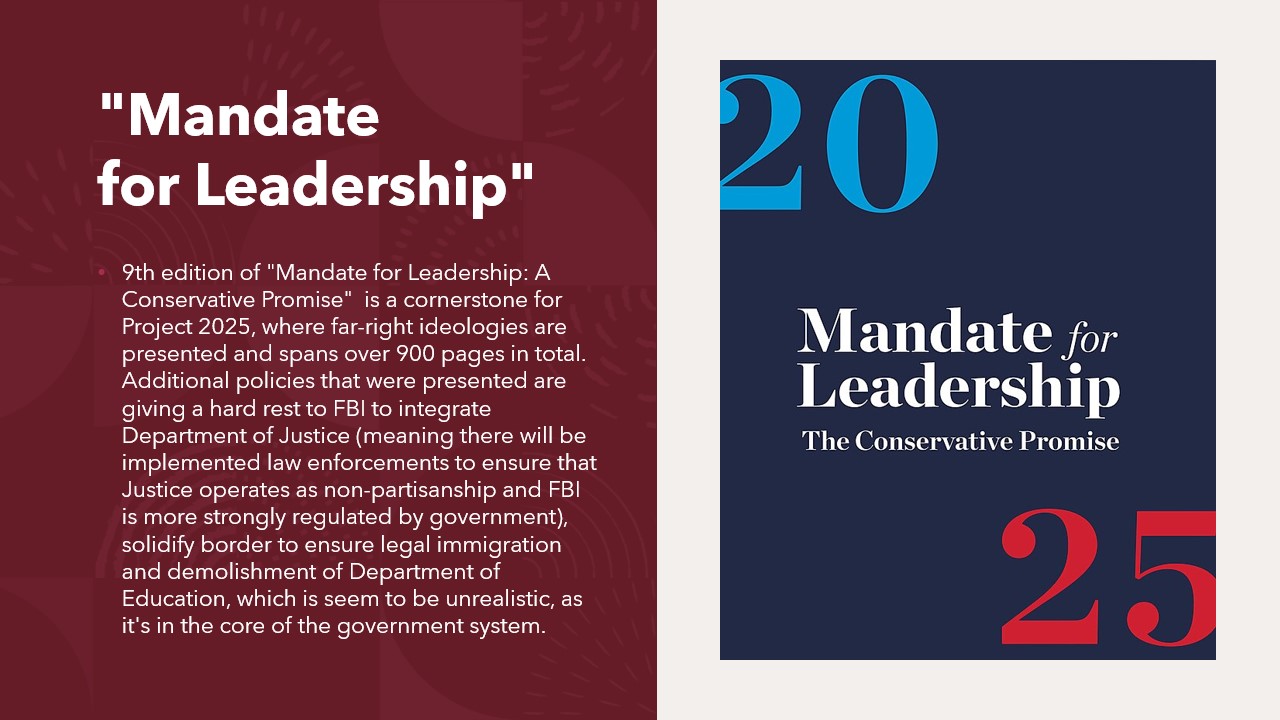 "Mandate
for Leadership"
• 9th edition of "Mandate for Leadership: A
Conservative Promise"  is a cornerstone for
Project 2025, where far-right ideologies are
presented and spans over 900 pages in total.
Additional policies that were presented are
giving a hard rest to FBI to integrate
Department of Justice (meaning there will be
implemented law enforcements to ensure that
Justice operates as non-partisanship and FBI
is more strongly regulated by government),
solidify border to ensure legal immigration
and demolishment of Department of
Education, which is seem to be unrealistic, as
it's in the core of the government system.
20
Mandate for
Leadership
The Conservative Promise
25